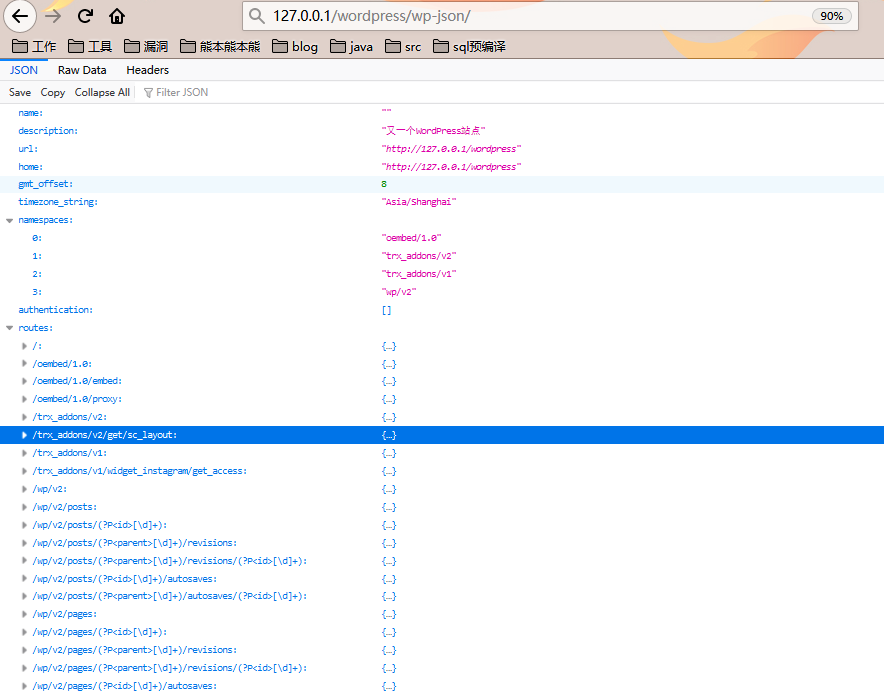 127.0.0.1/wordpress/wp-json/ 90%
工作 工具 漏洞 熊本熊本能 blog java src sql预编译
JSON Raw Data Headers
Save Copy Collapse All Filter JSON
name: ""
description: "又一个WordPress站点"
url: "http://127.0.0.1/wordpress"
home: "http://127.0.0.1/wordpress"
gmt_offset: 8
timezone_string: "Asia/Shanghai"
namespaces:
0: "oembed/1.0"
1: "trx_addons/v2"
2: "trx_addons/v1"
3: "wp/v2"
authentication: []
routes:
/: {…}
/oembed/1.0: {…}
/oembed/1.0/embed: {…}
/oembed/1.0/proxy: {…}
/trx_addons/v2: {…}
/trx_addons/v2/get/sc_layout: {…}
/trx_addons/v1: {…}
/trx_addons/v1/widget_instagram/get_access: {…}
/wp/v2: {…}
/wp/v2/posts: {…}
/wp/v2/posts/(?P<id>[\d]+): {…}
/wp/v2/posts/(?P<parent>[\d]+)/revisions: {…}
/wp/v2/posts/(?P<parent>[\d]+)/revisions/(?P<id>[\d]+): {…}
/wp/v2/posts/(?P<id>[\d]+)/autosaves: {…}
/wp/v2/posts/(?P<parent>[\d]+)/autosaves/(?P<id>[\d]+): {…}
/wp/v2/pages: {…}
/wp/v2/pages/(?P<id>[\d]+): {…}
/wp/v2/pages/(?P<parent>[\d]+)/revisions: {…}
/wp/v2/pages/(?P<parent>[\d]+)/revisions/(?P<id>[\d]+): {…}
/wp/v2/pages/(?P<id>[\d]+)/autosaves: {…}